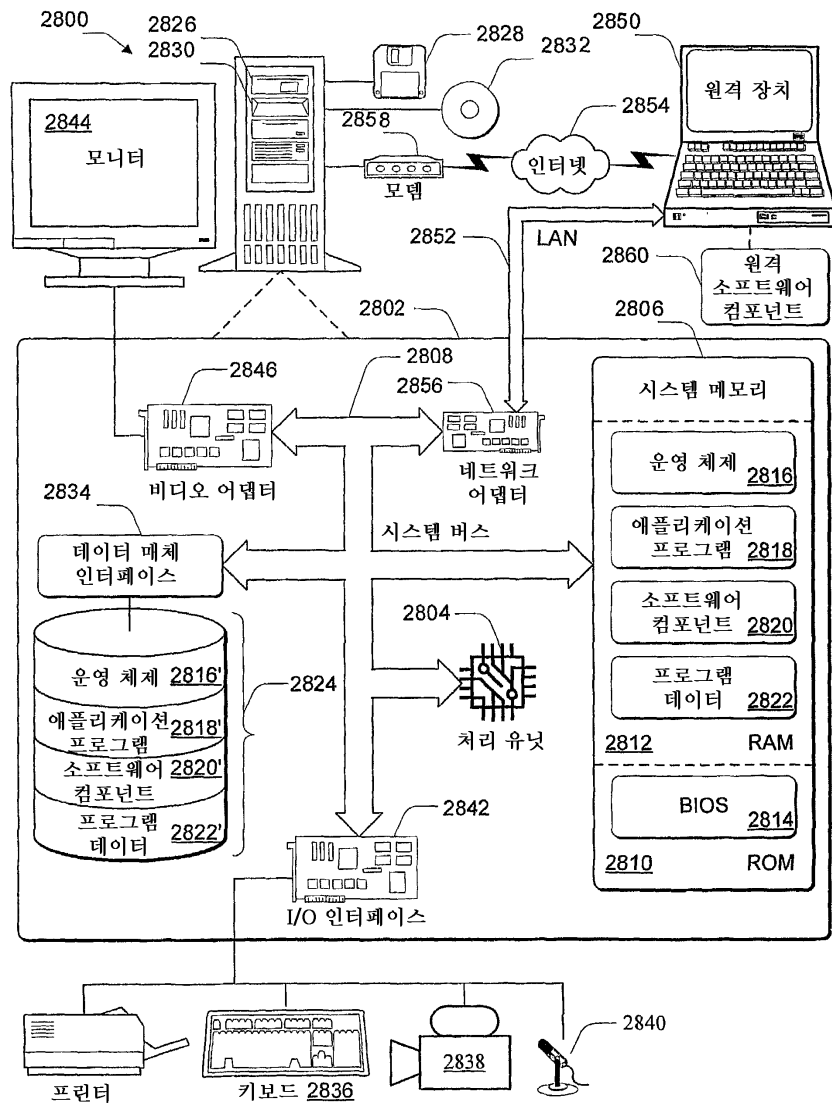 2800
2826
2830
2828
2832
2850
2844
모니터
2858
모뎀
2854
인터넷
원격 장치
2852
LAN
2860
원격
소프트웨어
컴포넌트
2802
2806
2808
2846
비디오 어댑터
2856
네트워크
어댑터
시스템 메모리
운영 체제 2816
애플리케이션
프로그램 2818
소프트웨어
컴포넌트 2820
프로그램
데이터 2822
2812 RAM
BIOS 2814
2810 ROM
시스템 버스
2834
데이터 매체
인터페이스
2804
처리 유닛
운영 체제 2816'
애플리케이션
프로그램 2818'
소프트웨어
컴포넌트 2820'
프로그램
데이터 2822'
2824
2842
I/O 인터페이스
프린터
키보드 2836
2838
2840